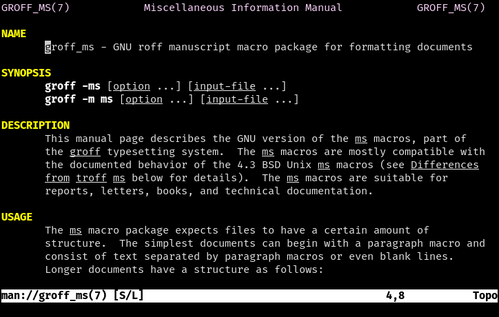 GROFF_MS(7) Miscellaneous Information Manual GROFF_MS(7)
NAME
groff_ms - GNU roff manuscript macro package for formatting documents
SYNOPSIS
groff -ms [option ...] [input-file ...]
groff -m ms [option ...] [input-file ...]
DESCRIPTION
This manual page describes the GNU version of the ms macros, part of
the groff typesetting system.  The ms macros are mostly compatible with
the documented behavior of the 4.3 BSD Unix ms macros (see Differences
from troff ms below for details).  The ms macros are suitable for
reports, letters, books, and technical documentation.
USAGE
The ms macro package expects files to have a certain amount of
structure.  The simplest documents can begin with a paragraph macro and
consist of text separated by paragraph macros or even blank lines.
Longer documents have a structure as follows:
man://groff_ms(7) [S/L] 4,8 Topo